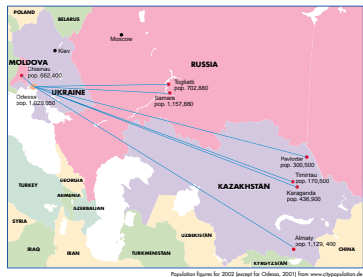 POLAND
BELARUS
Moscow
Kiev
RUSSIA
MOLDOVA
Chisinau
pop. 662,400
Togliatti
pop. 702,880
UKRAINE
Samara
pop. 1,157,880
Odessa
pop. 1,029,050
Pavlodar
pop. 300,500
Timirtau
pop. 170,500
KAZAKHSTAN
Karaganda
pop. 436,900
TURKEY
GEORGIA
ARMENIA
AZERBAIJAN
Almaty
pop. 1,129, 400
SYRIA
UZBEKISTAN
CHINA
IRAQ
IRAN
TURKMENISTAN
KYRGYZSTAN
Population figures for 2002 (except for Odessa, 2001) from www.citypopulation.de